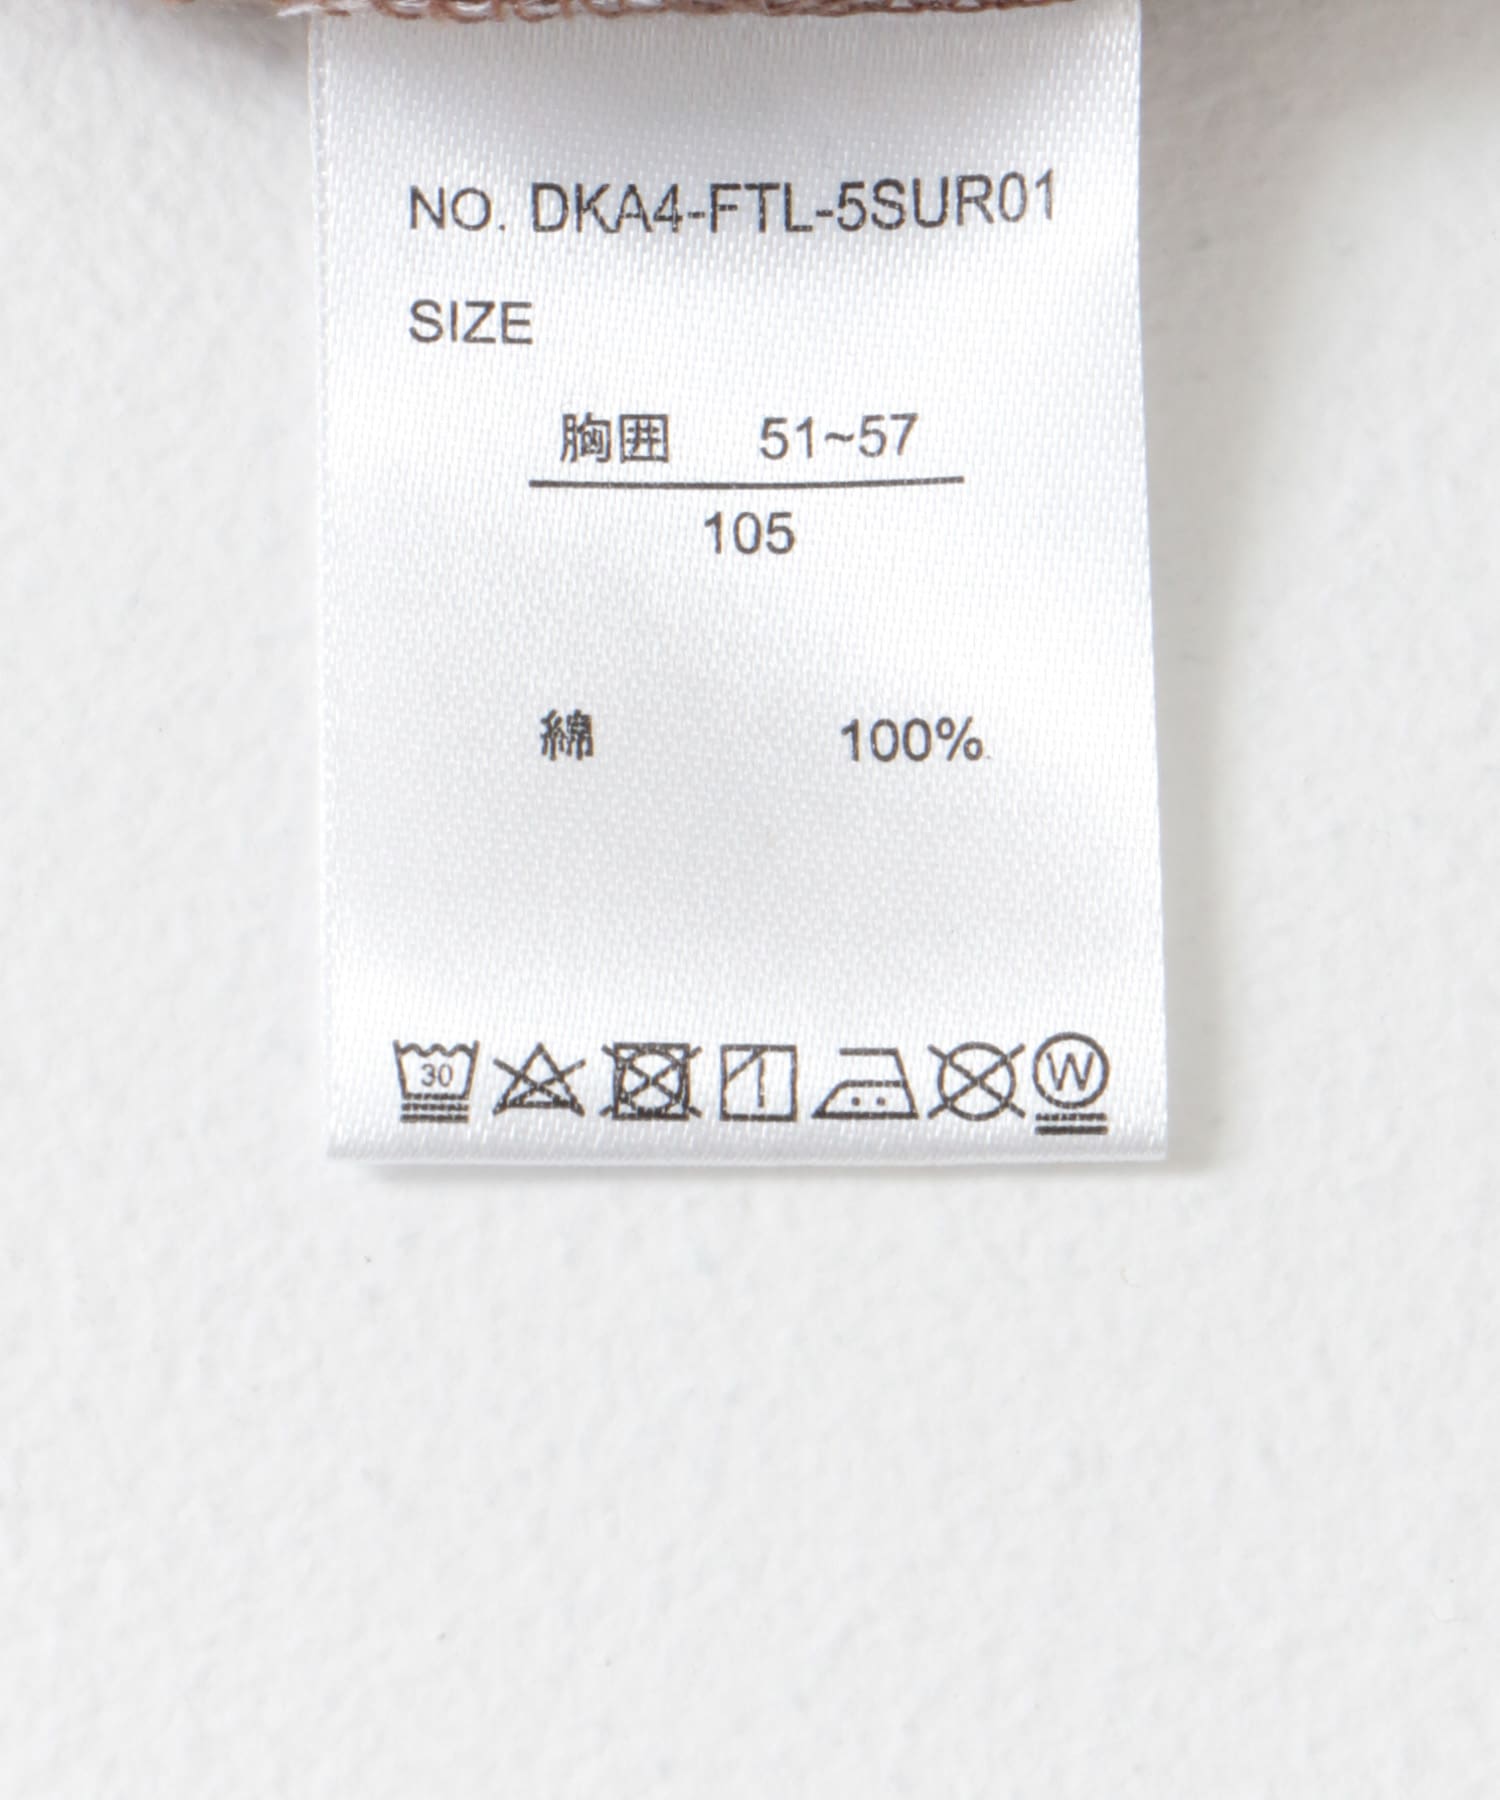 NO. DKA4-FTL-5SUR01
SIZE
胸囲 51~57
105
綿 100%
30 W